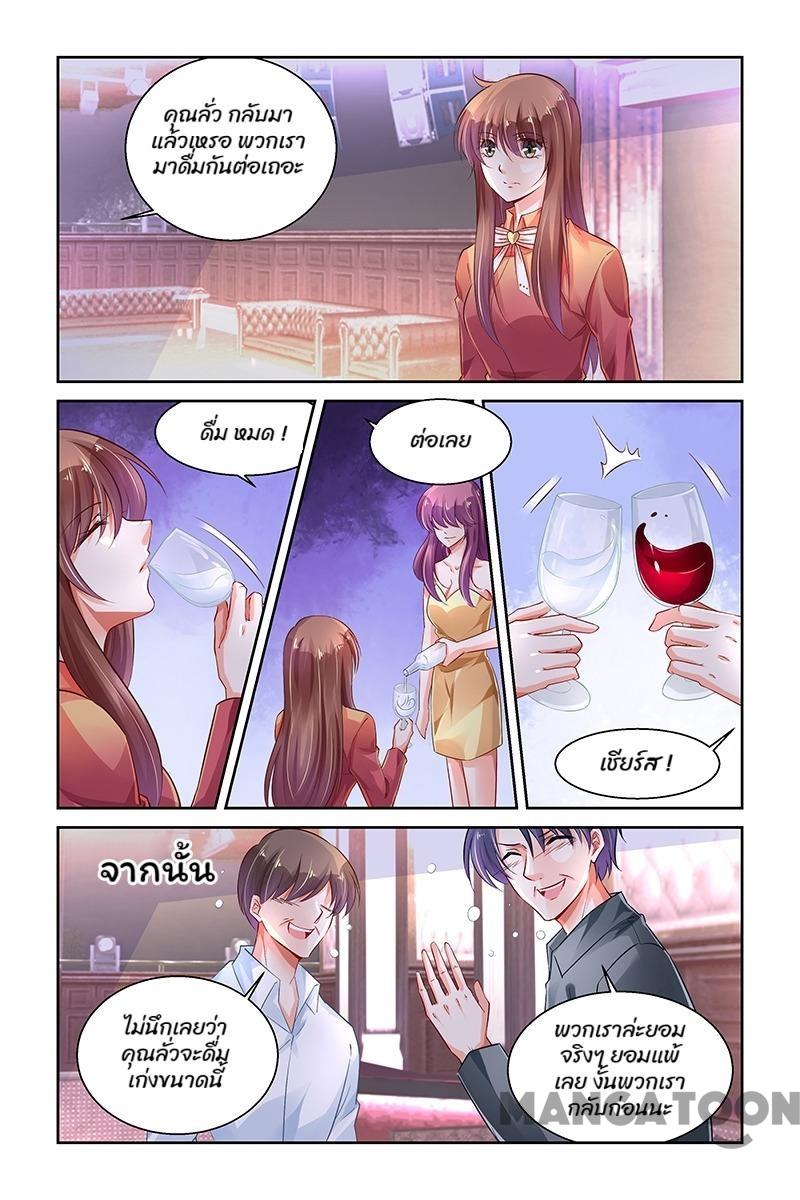 คุณลั่ว กลับมา
แล้วเหรอ พวกเรา
มาดื่มกันต่อเถอะ
ดื่ม หมด !
ต่อเลย
เชียร์ส !
จากนั้น
ไม่นึกเลยว่า
คุณลั่วจะดื่ม
เก่งขนาดนี้
พวกเราล่ะยอม
จริงๆ ยอมแพ้
เลย งั้นพวกเรา
กลับก่อนนะ
MANGATOON